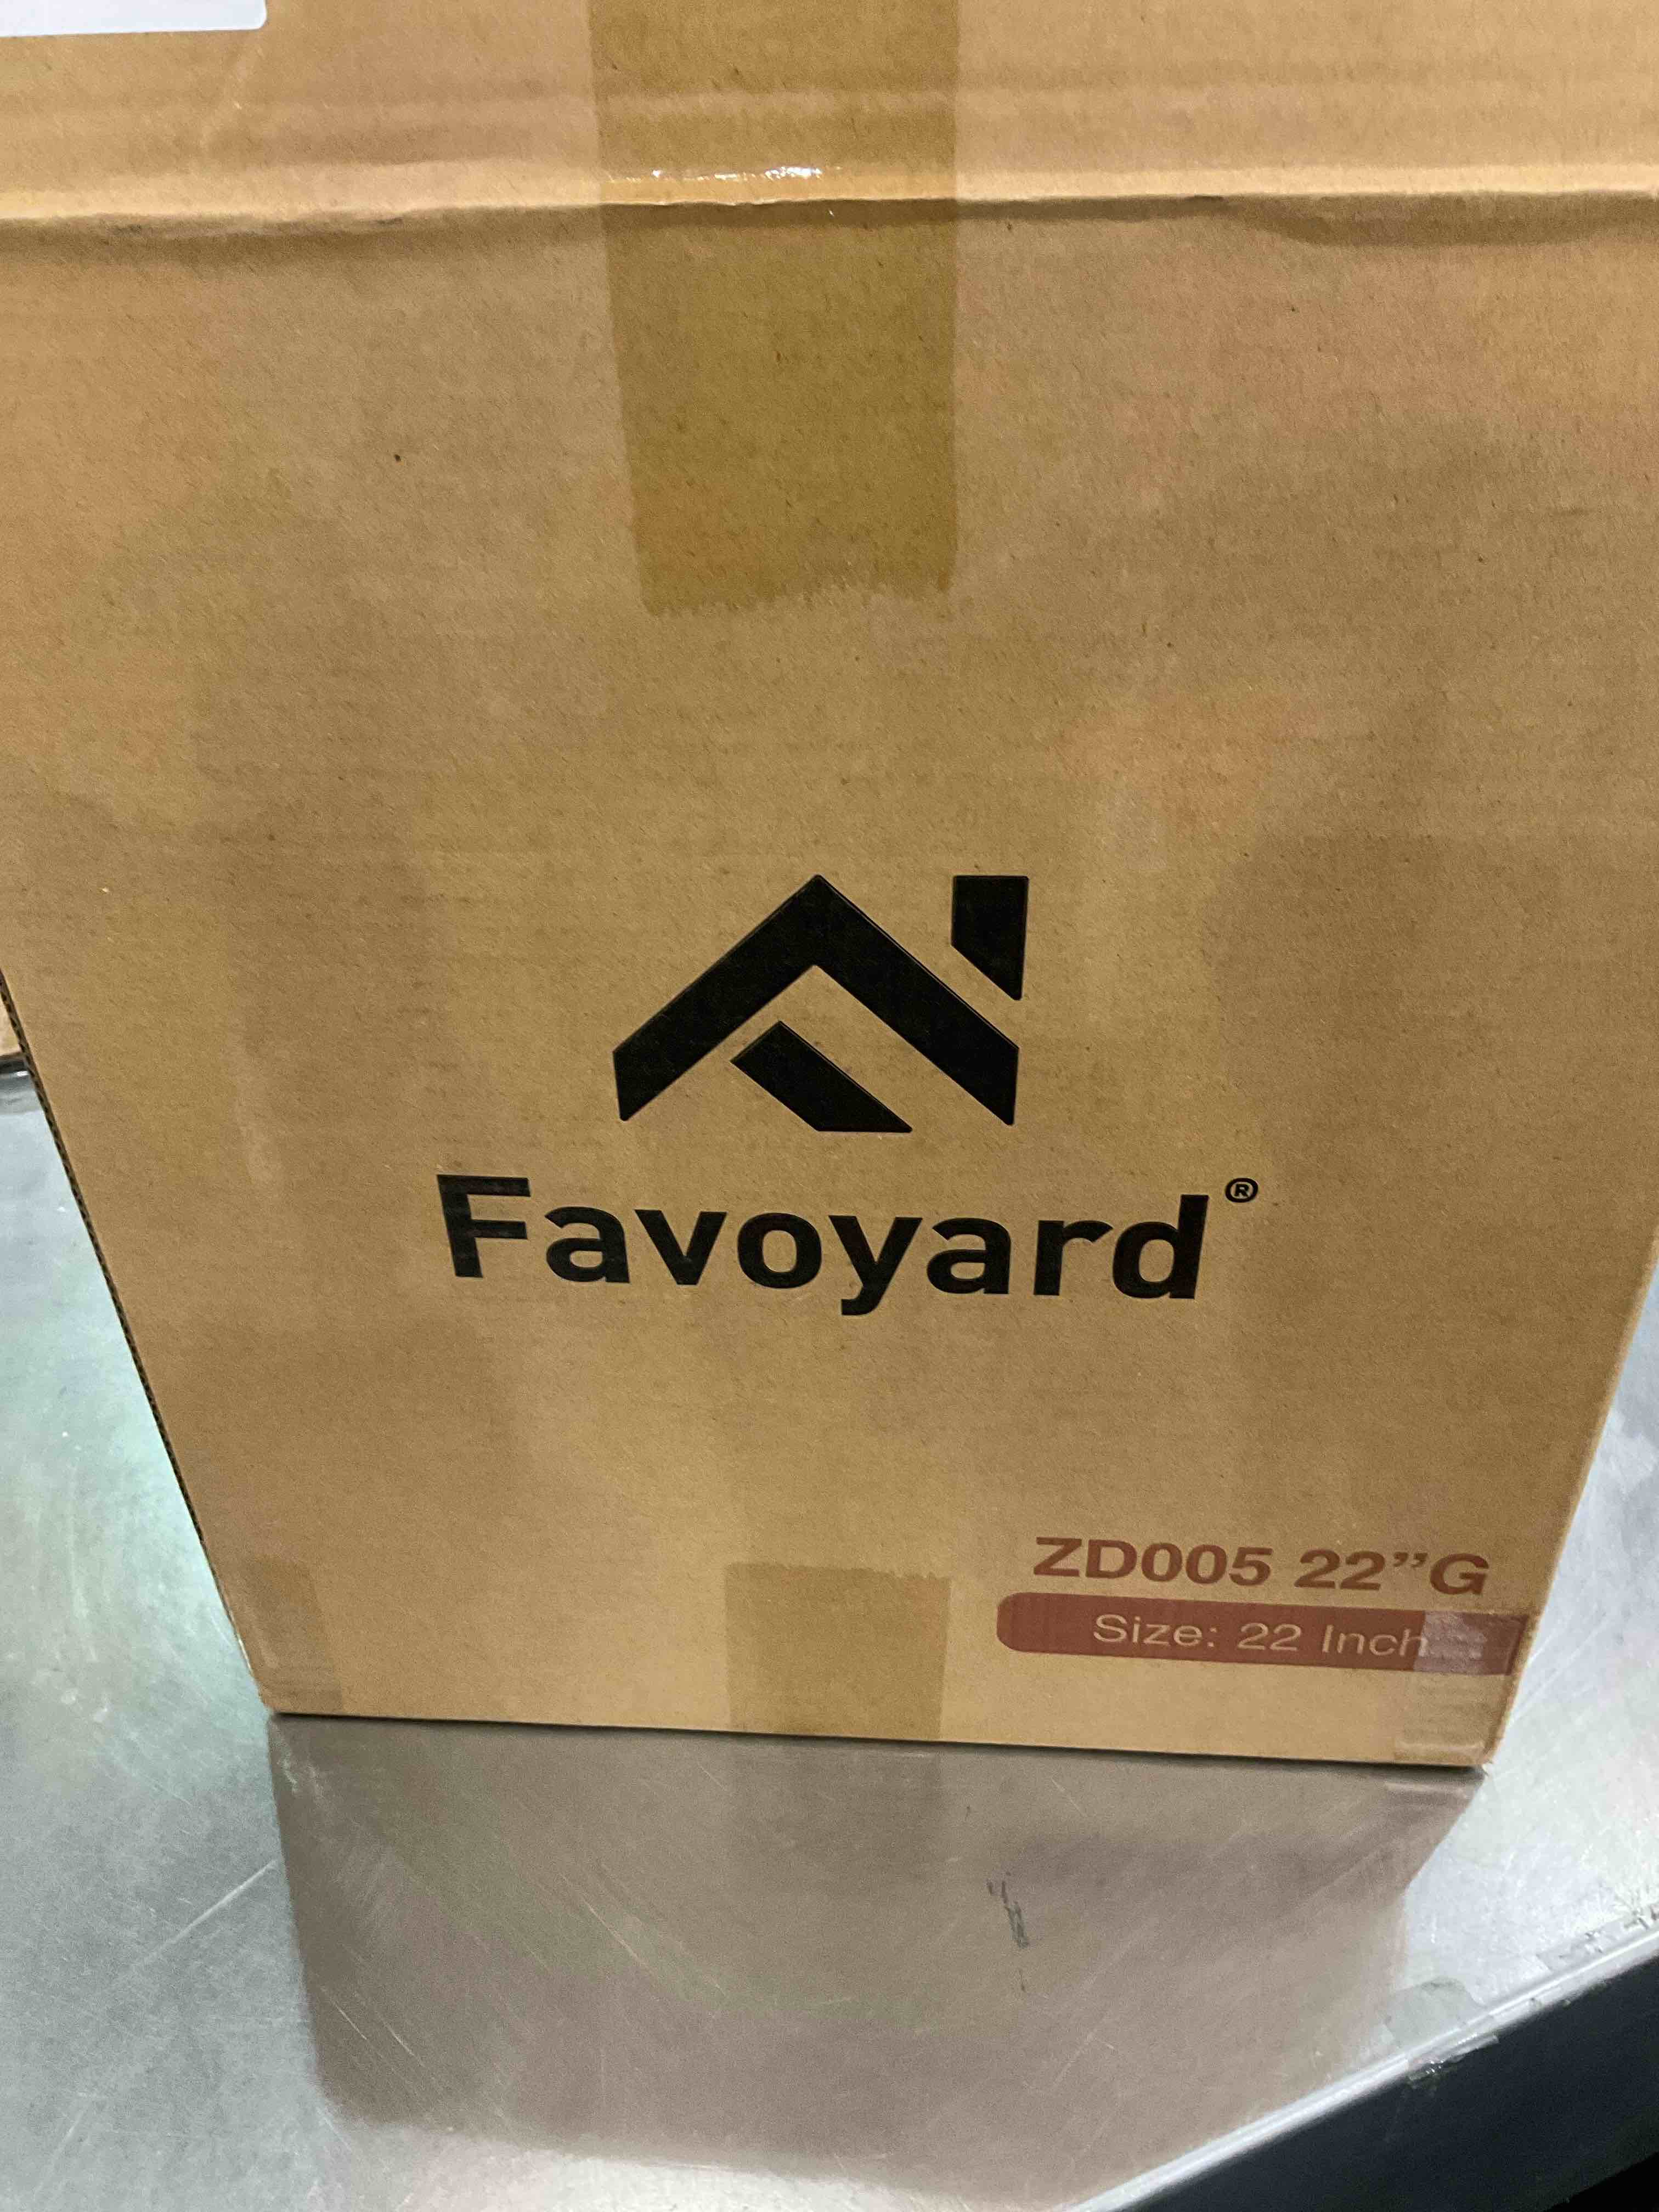 Favoyard®
ZD005 22”G
Size: 22 Inch